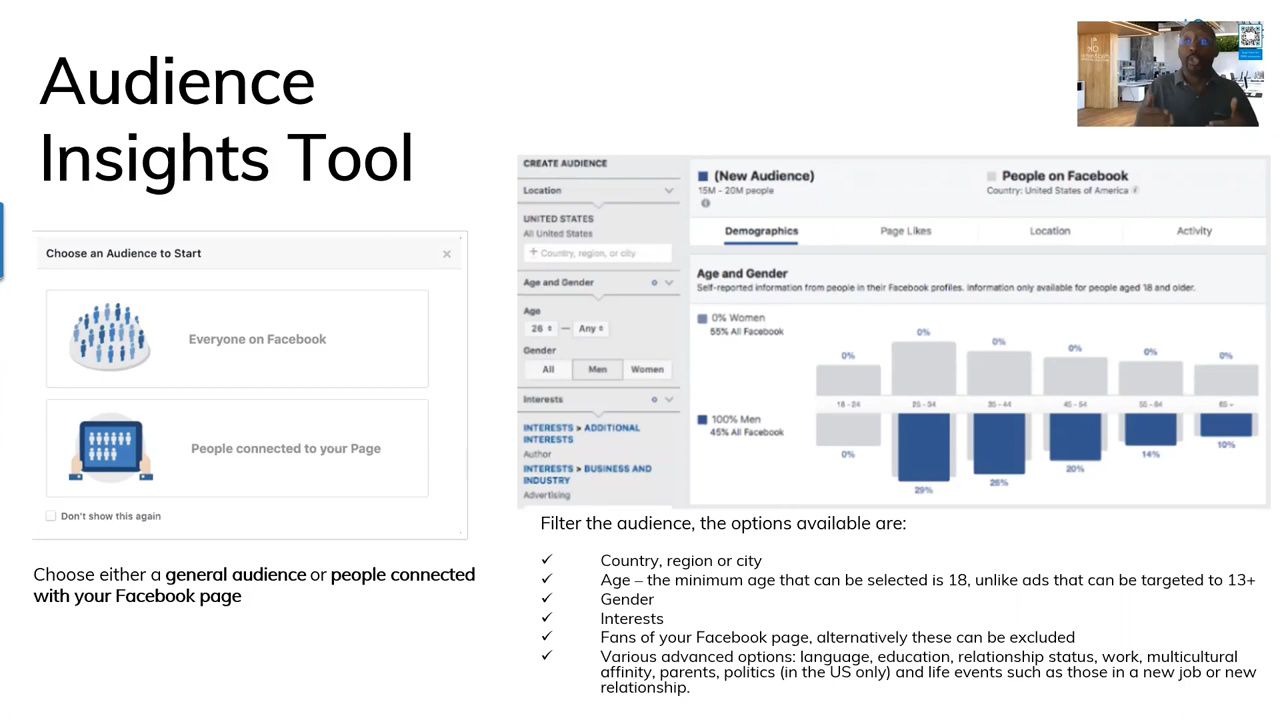 Audience
Insights Tool
Choose an Audience to Start
Everyone on Facebook
People connected to your Page
Don't show this again
Choose either a general audience or people connected
with your Facebook page
CREATE AUDIENCE
Location
UNITED STATES
All United States
+ Country, region, or city
Age and Gender
Age
26 — Any
Gender
All Men Women
Interests
INTERESTS > ADDITIONAL
INTERESTS
Author
INTERESTS > BUSINESS AND
INDUSTRY
Advertising
(New Audience)
15M - 20M people
People on Facebook
Country: United States of America
Demographics Page Likes Location Activity
Age and Gender
Self-reported information from people in their Facebook profiles. Information only available for people aged 18 and older.
0% Women
55% All Facebook
0% 0% 0% 0% 0% 0%
18 - 24 25 - 34 35 - 44 45 - 54 55 - 64 65 +
100% Men
45% All Facebook
0% 29% 26% 20% 14% 10%
Filter the audience, the options available are:
✓ Country, region or city
✓ Age – the minimum age that can be selected is 18, unlike ads that can be targeted to 13+
✓ Gender
✓ Interests
✓ Fans of your Facebook page, alternatively these can be excluded
✓ Various advanced options: language, education, relationship status, work, multicultural
affinity, parents, politics (in the US only) and life events such as those in a new job or new
relationship.